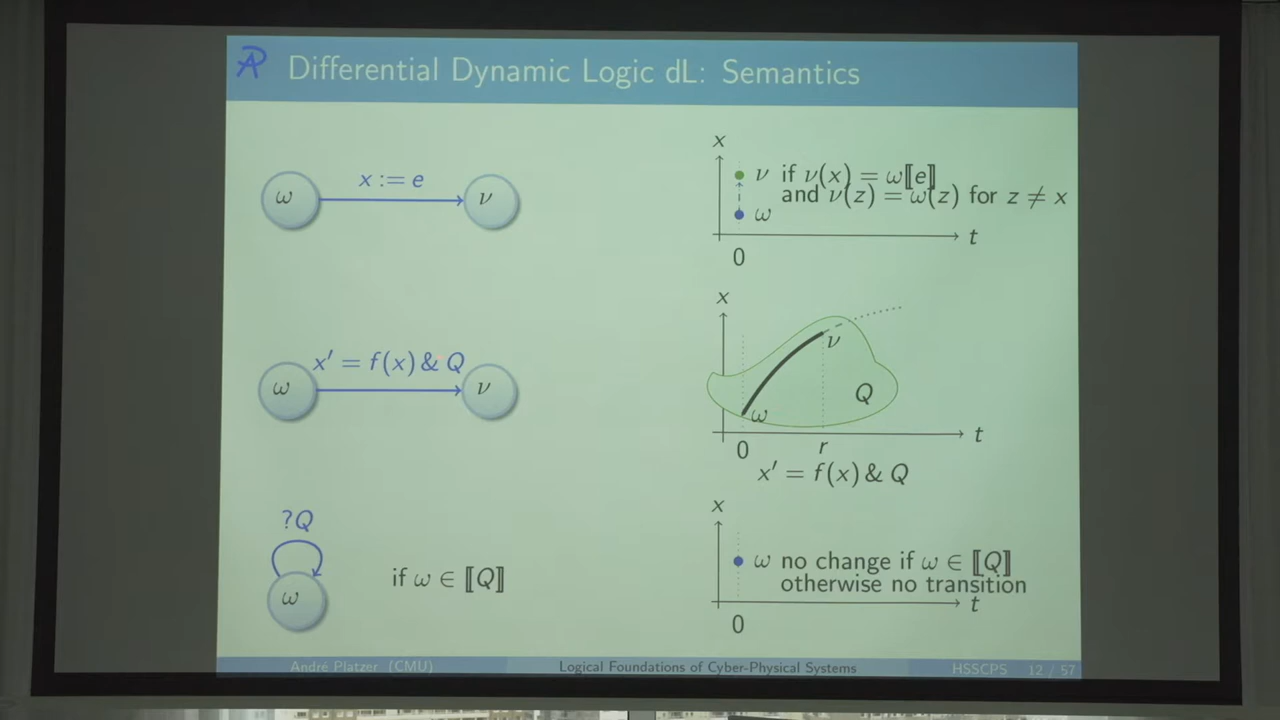 Differential Dynamic Logic dL: Semantics
ω x := e ν
x
ν if ν(x) = ω⟦e⟧
and ν(z) = ω(z) for z ≠ x
ω
t
0
ω x′ = f(x) & Q ν
x
ν
Q
ω
t
0 r
x′ = f(x) & Q
?Q
ω
if ω ∈ ⟦Q⟧
x
ω no change if ω ∈ ⟦Q⟧
otherwise no transition
t
0
André Platzer (CMU) Logical Foundations of Cyber-Physical Systems HSSCPS 12 / 57